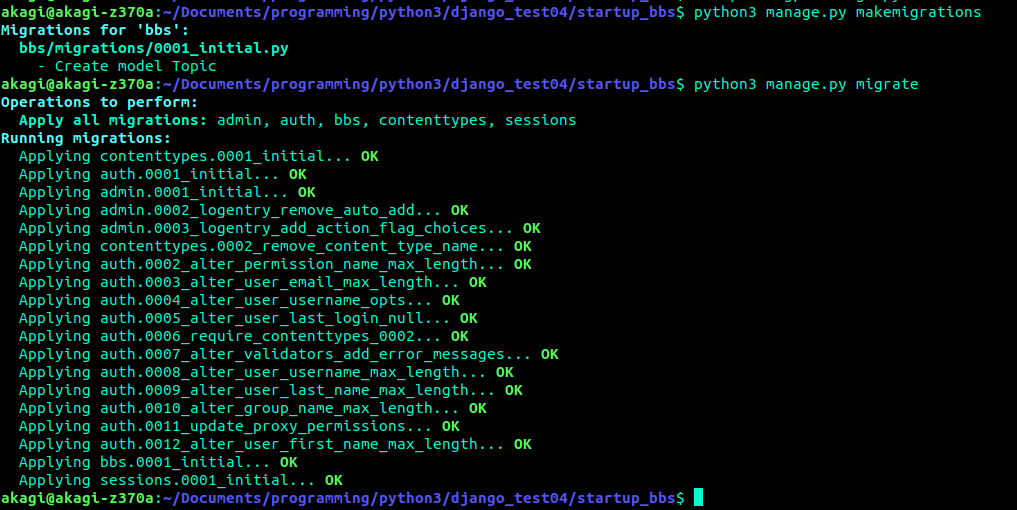 akagi@akagi-z370a:~/Documents/programming/python3/django_test04/startup_bbs$ python3 manage.py makemigrations
Migrations for 'bbs':
  bbs/migrations/0001_initial.py
    - Create model Topic
akagi@akagi-z370a:~/Documents/programming/python3/django_test04/startup_bbs$ python3 manage.py migrate
Operations to perform:
  Apply all migrations: admin, auth, bbs, contenttypes, sessions
Running migrations:
  Applying contenttypes.0001_initial... OK
  Applying auth.0001_initial... OK
  Applying admin.0001_initial... OK
  Applying admin.0002_logentry_remove_auto_add... OK
  Applying admin.0003_logentry_add_action_flag_choices... OK
  Applying contenttypes.0002_remove_content_type_name... OK
  Applying auth.0002_alter_permission_name_max_length... OK
  Applying auth.0003_alter_user_email_max_length... OK
  Applying auth.0004_alter_user_username_opts... OK
  Applying auth.0005_alter_user_last_login_null... OK
  Applying auth.0006_require_contenttypes_0002... OK
  Applying auth.0007_alter_validators_add_error_messages... OK
  Applying auth.0008_alter_user_username_max_length... OK
  Applying auth.0009_alter_user_last_name_max_length... OK
  Applying auth.0010_alter_group_name_max_length... OK
  Applying auth.0011_update_proxy_permissions... OK
  Applying auth.0012_alter_user_first_name_max_length... OK
  Applying bbs.0001_initial... OK
  Applying sessions.0001_initial... OK
akagi@akagi-z370a:~/Documents/programming/python3/django_test04/startup_bbs$